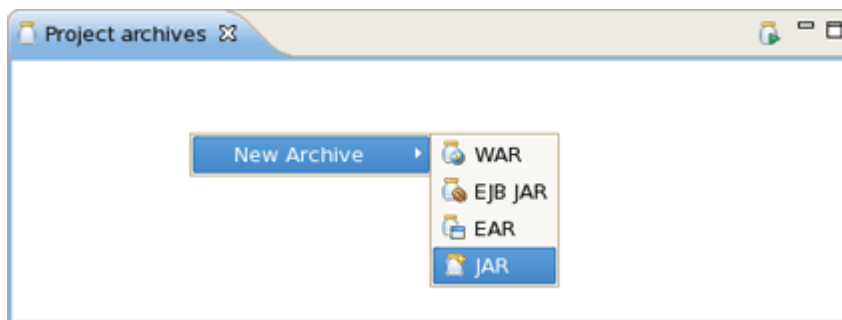 Project archives
New Archive
WAR
EJB JAR
EAR
JAR